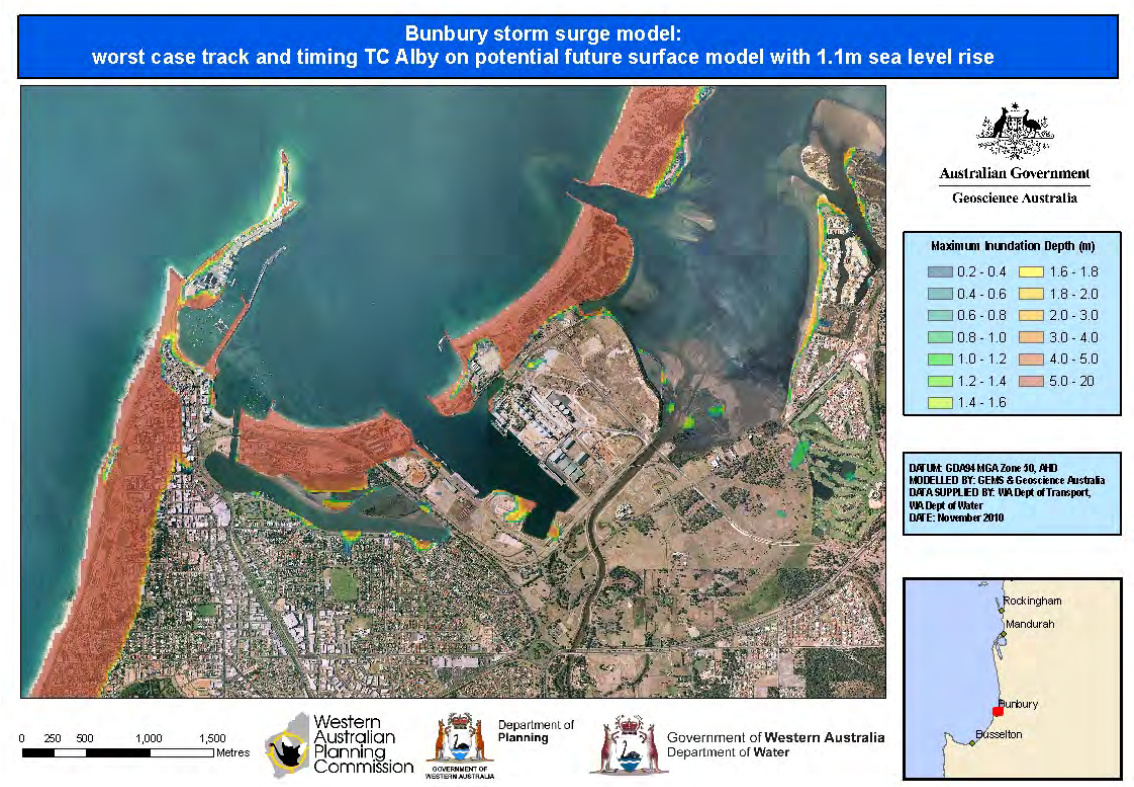 Bunbury storm surge model:
worst case track and timing TC Alby on potential future surface model with 1.1m sea level rise
Australian Government
Geoscience Australia
Maximum Inundation Depth (m)
0.2 - 0.4
0.4 - 0.6
0.6 - 0.8
0.8 - 1.0
1.0 - 1.2
1.2 - 1.4
1.4 - 1.6
1.6 - 1.8
1.8 - 2.0
2.0 - 3.0
3.0 - 4.0
4.0 - 5.0
5.0 - 20
DATUM: GDA94 MGA Zone 50, AHD
MODELLED BY: GEMS & Geoscience Australia
DATA SUPPLIED BY: WA Dept of Transport,
WA Dept of Water
DATE: November 2010
Rockingham
Mandurah
Bunbury
Busselton
0 250 500 1,000 1,500
Metres
Western
Australian
Planning
Commission
GOVERNMENT OF
WESTERN AUSTRALIA
Department of
Planning
Government of Western Australia
Department of Water